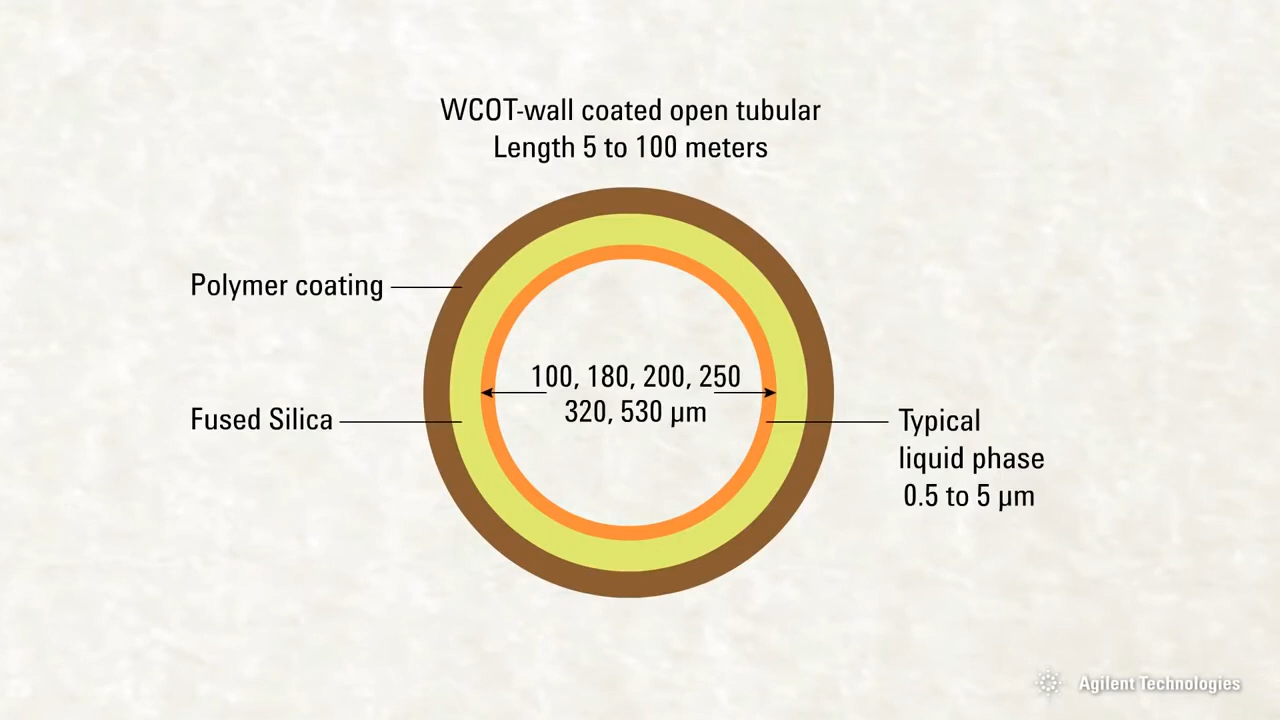 WCOT-wall coated open tubular
Length 5 to 100 meters
Polymer coating
100, 180, 200, 250
320, 530 µm
Fused Silica
Typical
liquid phase
0.5 to 5 µm
Agilent Technologies